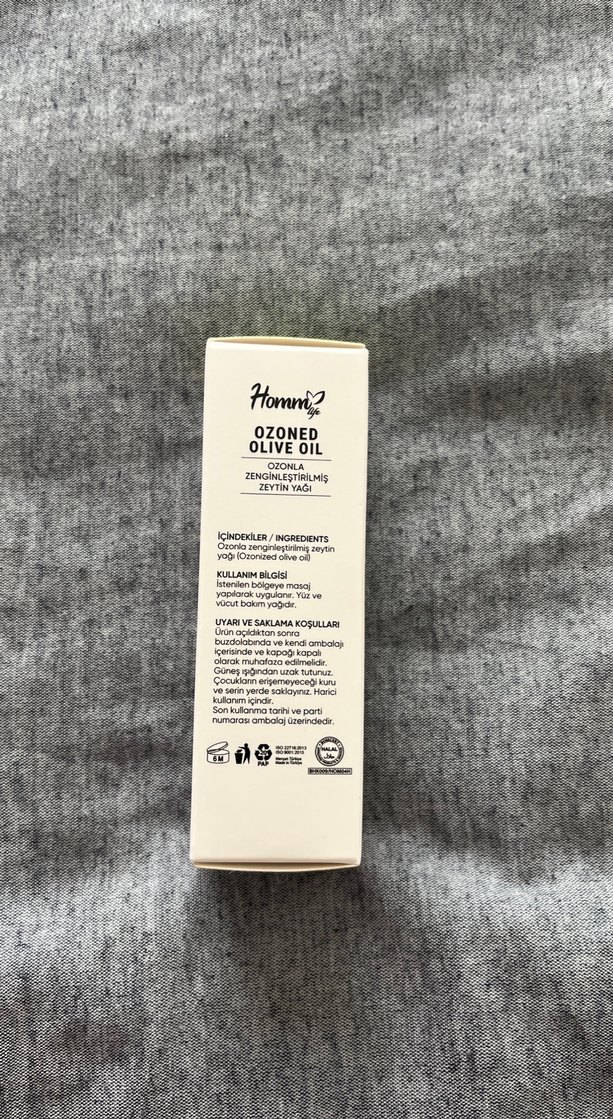 Homm life
OZONED
OLIVE OIL
OZONLA
ZENGİNLEŞTİRİLMİŞ
ZEYTİN YAĞI
İÇİNDEKİLER / INGREDIENTS
Ozonla zenginleştirilmiş zeytin
yağı (Ozonized olive oil)
KULLANIM BİLGİSİ
İstenilen bölgeye masaj
yapılarak uygulanır. Yüz ve
vücut bakım yağıdır.
UYARI VE SAKLAMA KOŞULLARI
Ürün açıldıktan sonra
buzdolabında ve kendi ambalajı
içerisinde ve kapağı kapalı
olarak muhafaza edilmelidir.
Güneş ışığından uzak tutunuz.
Çocukların erişemeyeceği kuru
ve serin yerde saklayınız. Harici
kullanım içindir.
Son kullanma tarihi ve parti
numarası ambalaj üzerindedir.
6 M
PAP
ISO 22716:2013
ISO 9001:2015
Menşei: Türkiye
Made in Türkiye
HALAL